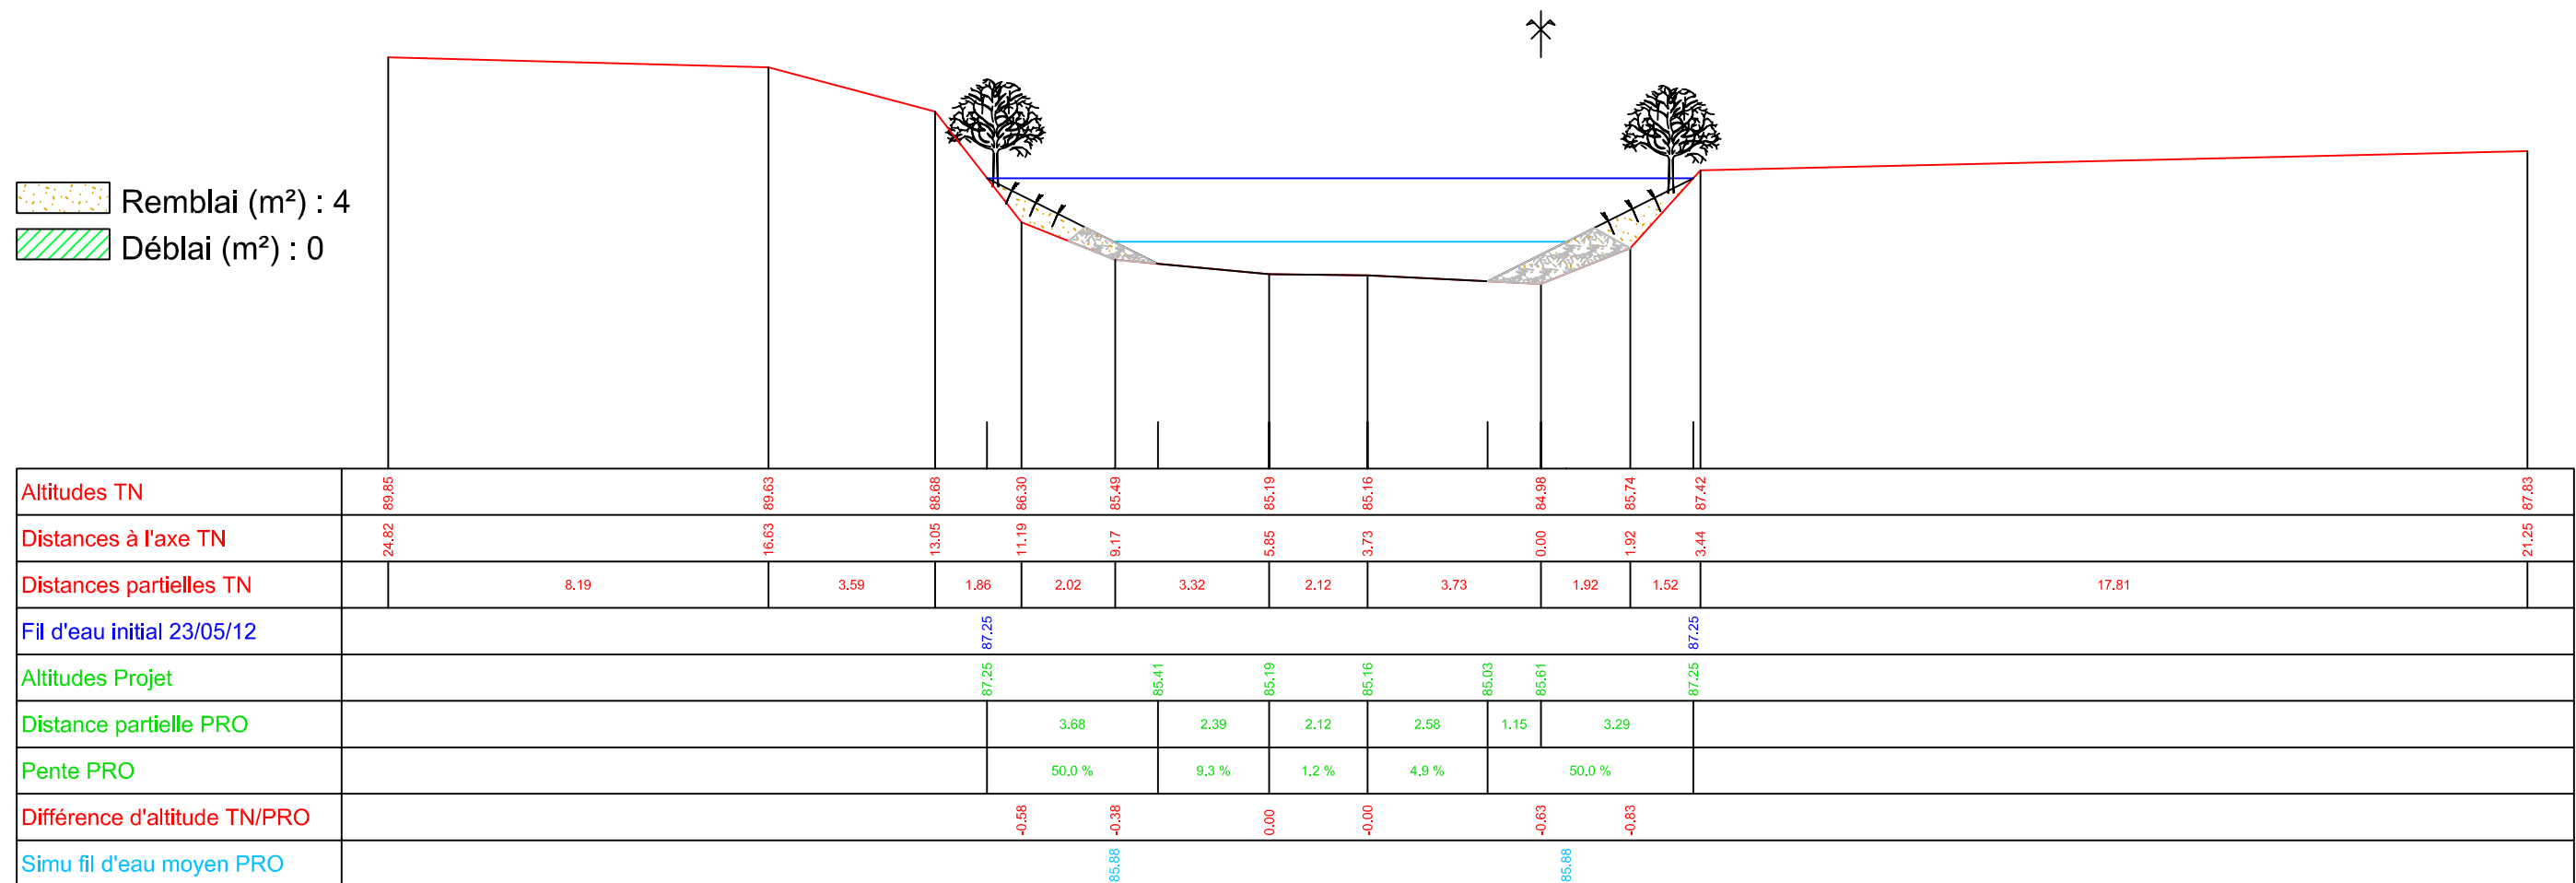 Remblai (m²) : 4
Déblai (m²) : 0
Altitudes TN 89.85 89.63 88.68 86.30 85.49 85.19 85.16 84.98 85.74 87.42 87.83
Distances à l'axe TN 24.82 16.63 13.05 11.19 9.17 5.85 3.73 0.00 1.92 3.44 21.25
Distances partielles TN 8.19 3.59 1.86 2.02 3.32 2.12 3.73 1.92 1.52 17.81
Fil d'eau initial 23/05/12 87.25 87.25
Altitudes Projet 87.25 85.41 85.19 85.16 85.03 85.61 87.25
Distance partielle PRO 3.68 2.39 2.12 2.58 1.15 3.29
Pente PRO 50.0 % 9.3 % 1.2 % 4.9 % 50.0 %
Différence d'altitude TN/PRO -0.58 -0.38 0.00 -0.00 -0.63 -0.83
Simu fil d'eau moyen PRO 85.88 85.88